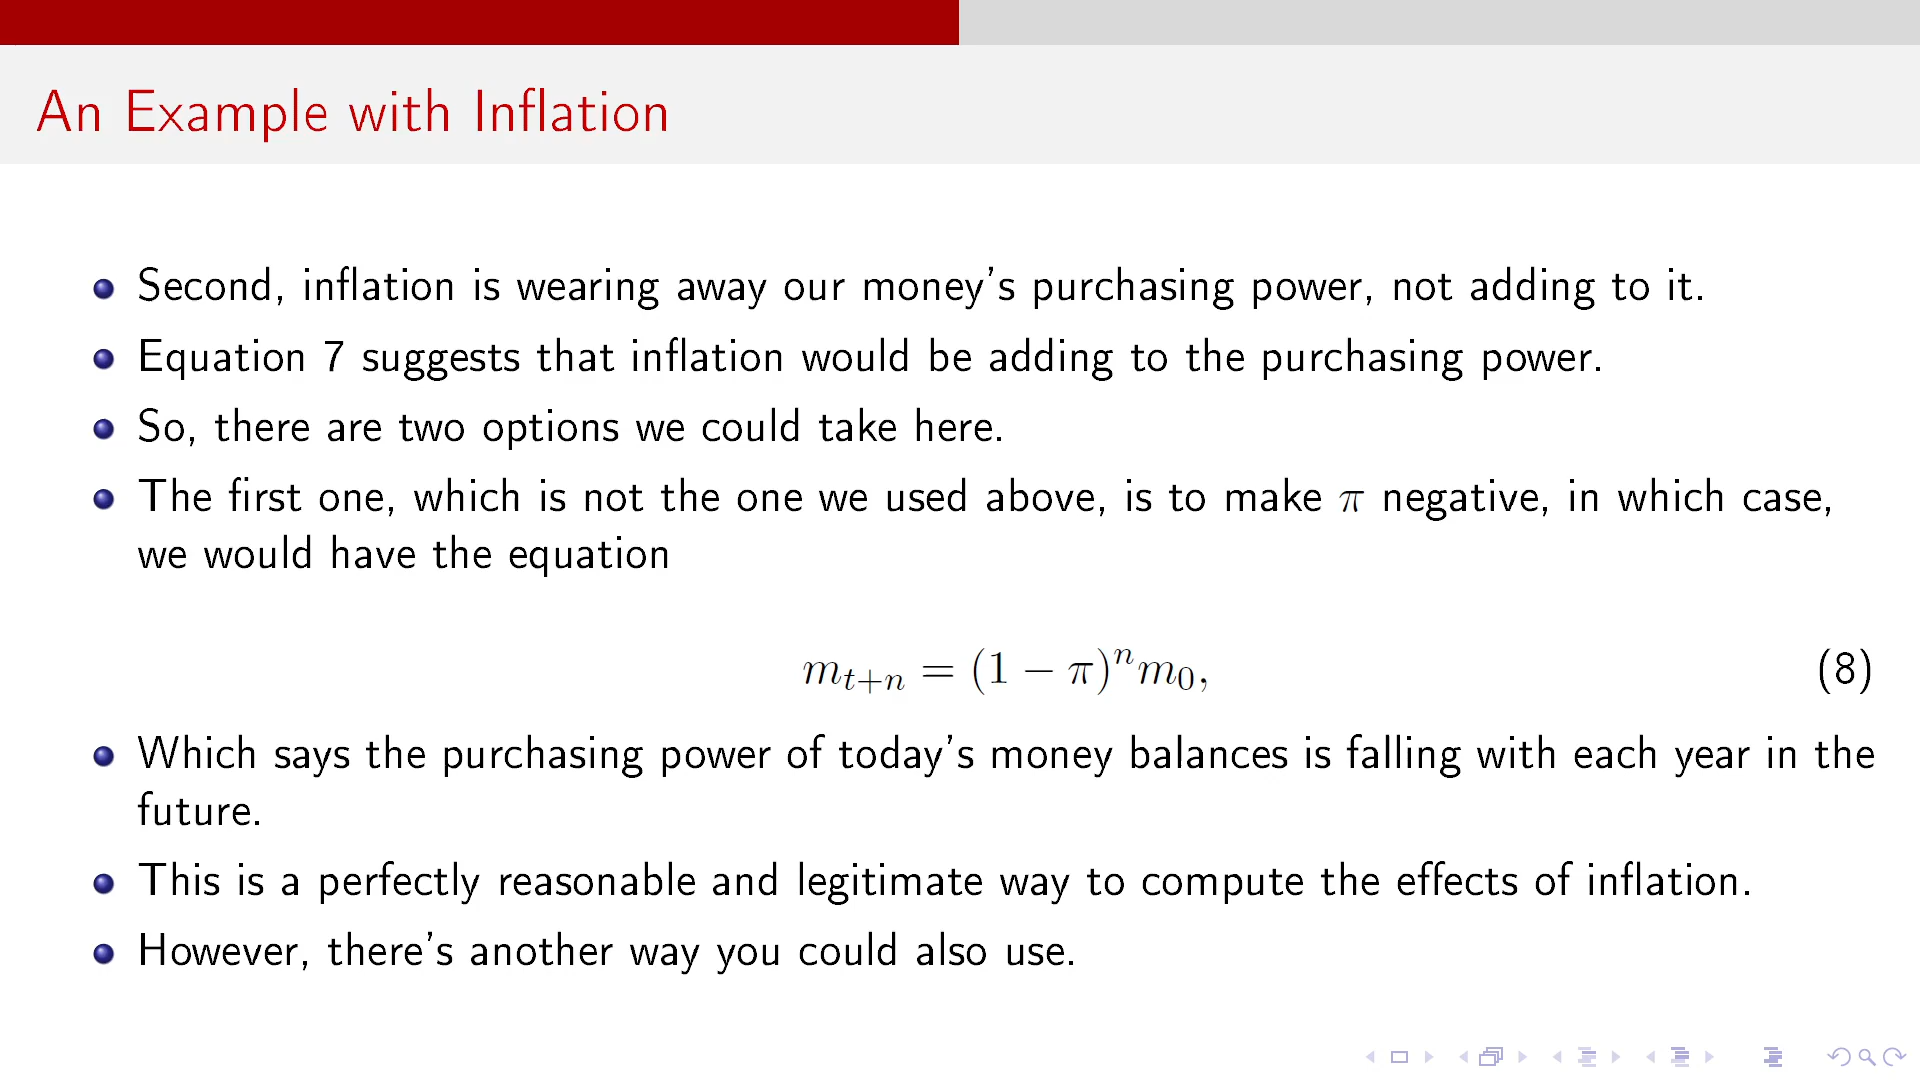 An Example with Inflation
Second, inflation is wearing away our money's purchasing power, not adding to it.
Equation 7 suggests that inflation would be adding to the purchasing power.
So, there are two options we could take here.
The first one, which is not the one we used above, is to make π negative, in which case,
we would have the equation
m_{t+n} = (1 − π)^n m_0, (8)
Which says the purchasing power of today's money balances is falling with each year in the
future.
This is a perfectly reasonable and legitimate way to compute the effects of inflation.
However, there's another way you could also use.